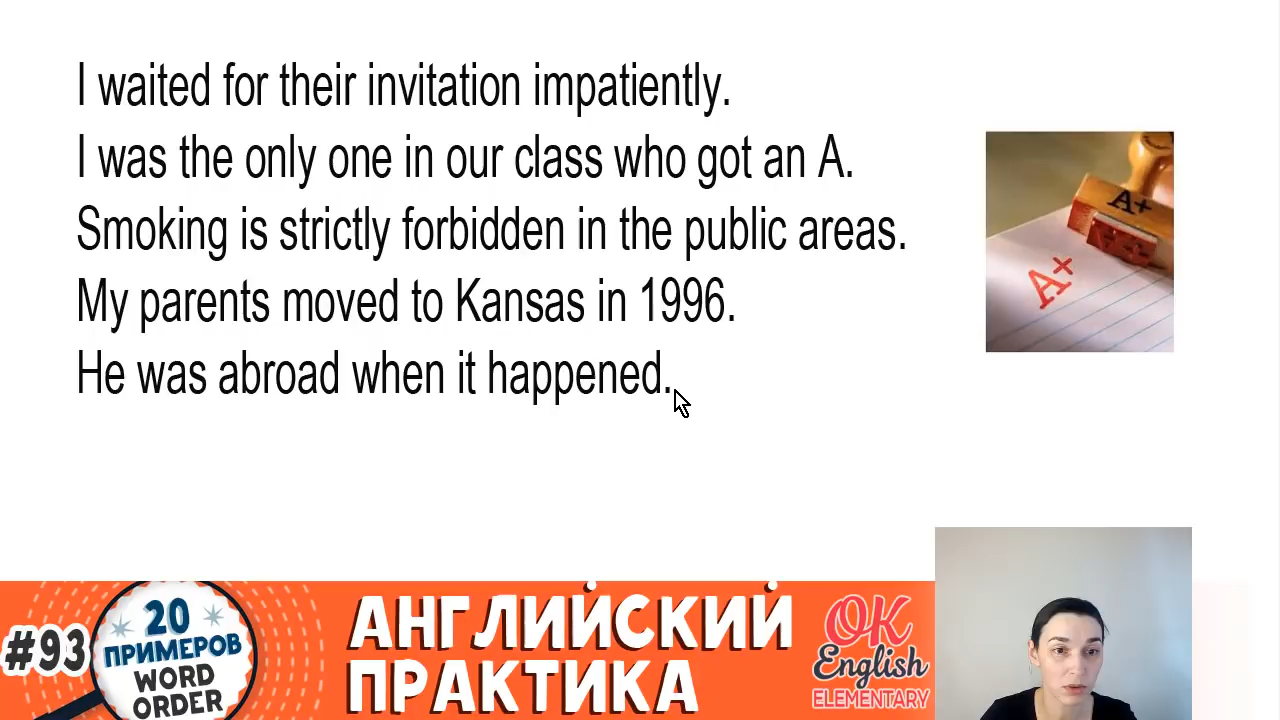 I waited for their invitation impatiently.
I was the only one in our class who got an A.
Smoking is strictly forbidden in the public areas.
My parents moved to Kansas in 1996.
He was abroad when it happened.
A+
A+
#93
20
ПРИМЕРОВ
WORD
ORDER
АНГЛИЙСКИЙ
ПРАКТИКА
OK
English
ELEMENTARY